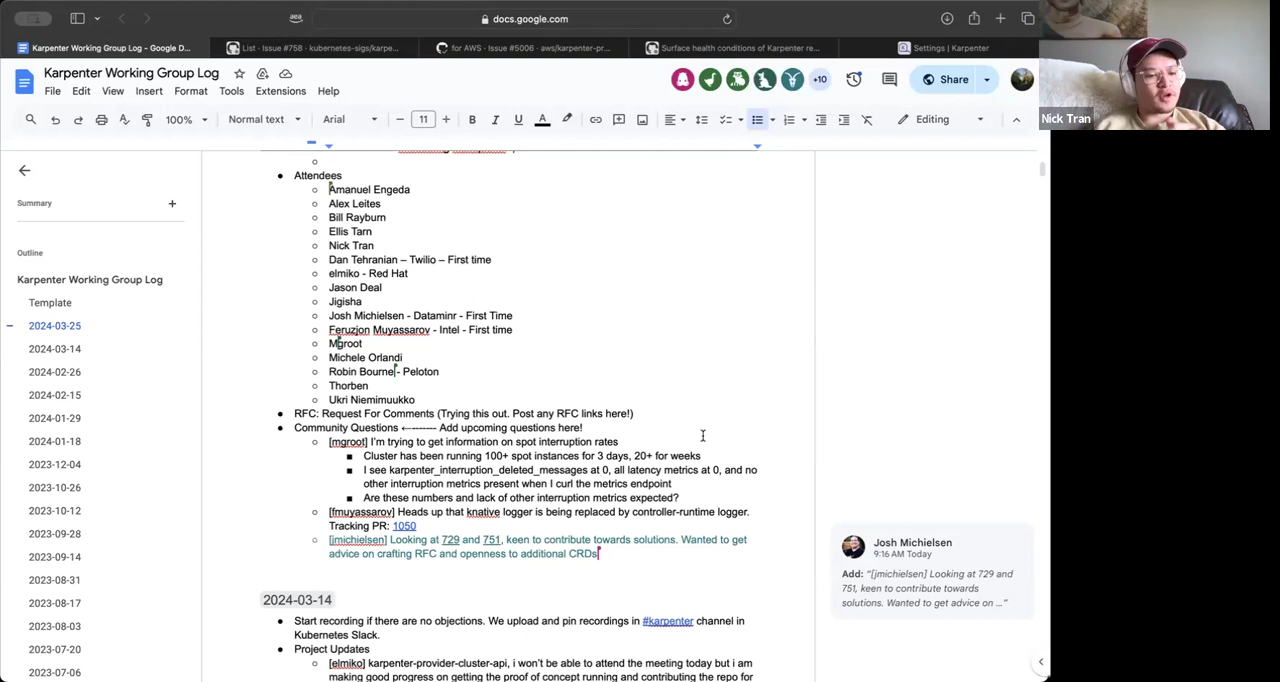 aea
docs.google.com
Karpenter Working Group Log - Google D...
List · Issue #758 · kubernetes-sigs/karpe...
for AWS · Issue #5006 · aws/karpenter-pr...
Surface health conditions of Karpenter re...
Settings | Karpenter
Karpenter Working Group Log
File Edit View Insert Format Tools Extensions Help
+10
Share
100%
Normal text
Arial
11
B I U A
Editing
Nick Tran
Summary
Outline
Karpenter Working Group Log
Template
2024-03-25
2024-03-14
2024-02-26
2024-02-15
2024-01-29
2024-01-18
2023-12-04
2023-10-26
2023-10-12
2023-09-28
2023-09-14
2023-08-31
2023-08-17
2023-08-03
2023-07-20
2023-07-06
Attendees
Amanuel Engeda
Alex Leites
Bill Rayburn
Ellis Tarn
Nick Tran
Dan Tehranian – Twilio – First time
elmiko - Red Hat
Jason Deal
Jigisha
Josh Michielsen - Dataminr - First Time
Feruzjon Muyassarov - Intel - First time
Mgroot
Michele Orlandi
Robin Bourne - Peloton
Thorben
Ukri Niemimuukko
RFC: Request For Comments (Trying this out. Post any RFC links here!)
Community Questions ←------- Add upcoming questions here!
[mgroot] I'm trying to get information on spot interruption rates
Cluster has been running 100+ spot instances for 3 days, 20+ for weeks
I see karpenter_interruption_deleted_messages at 0, all latency metrics at 0, and no
other interruption metrics present when I curl the metrics endpoint
Are these numbers and lack of other interruption metrics expected?
[fmuyassarov] Heads up that knative logger is being replaced by controller-runtime logger.
Tracking PR: 1050
[jmichielsen] Looking at 729 and 751, keen to contribute towards solutions. Wanted to get
advice on crafting RFC and openness to additional CRDs
2024-03-14
Start recording if there are no objections. We upload and pin recordings in #karpenter channel in
Kubernetes Slack.
Project Updates
[elmiko] karpenter-provider-cluster-api, i won't be able to attend the meeting today but i am
making good progress on getting the proof of concept running and contributing the repo for
Josh Michielsen
9:16 AM Today
Add: "[jmichielsen] Looking at 729 and
751, keen to contribute towards
solutions. Wanted to get advice on ..."